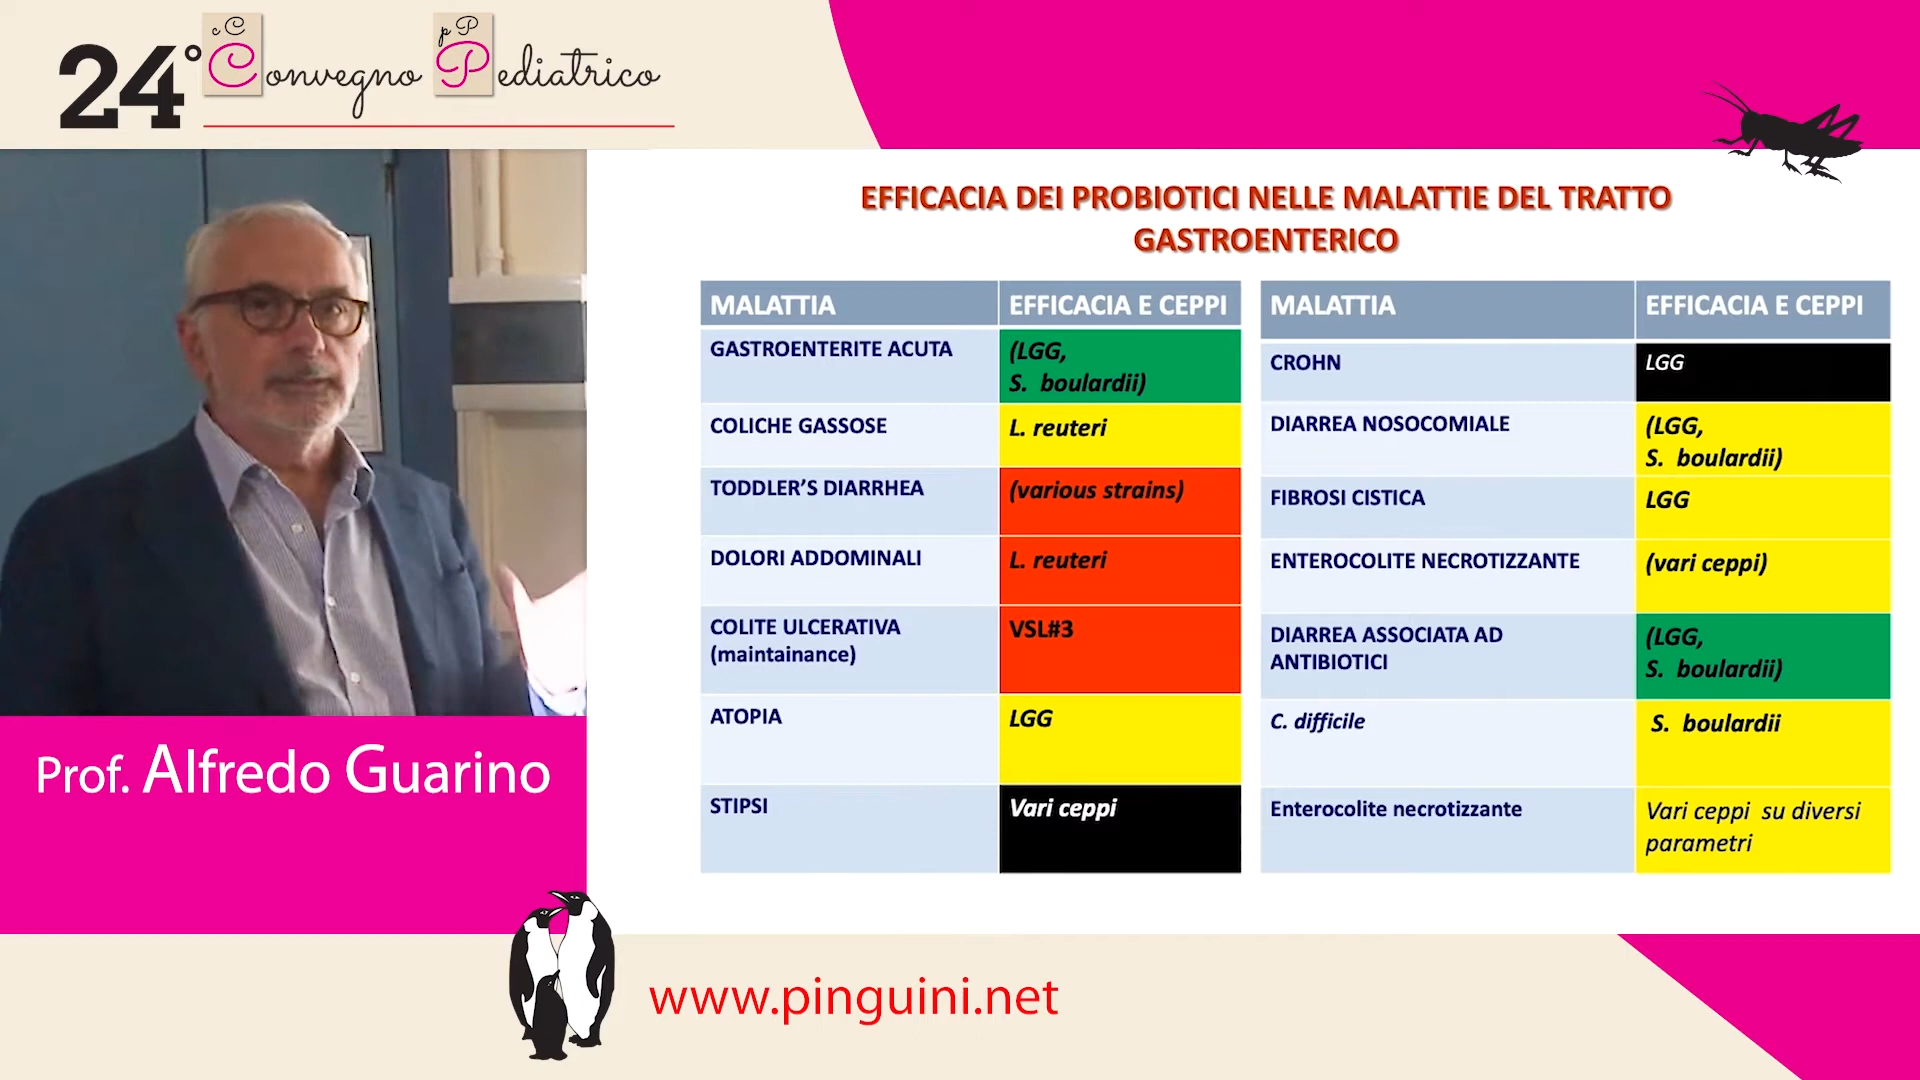 24° Convegno Pediatrico
c C
p P
EFFICACIA DEI PROBIOTICI NELLE MALATTIE DEL TRATTO
GASTROENTERICO
MALATTIA EFFICACIA E CEPPI
GASTROENTERITE ACUTA (LGG,
S. boulardii)
COLICHE GASSOSE L. reuteri
TODDLER’S DIARRHEA (various strains)
DOLORI ADDOMINALI L. reuteri
COLITE ULCERATIVA VSL#3
(maintainance)
ATOPIA LGG
STIPSI Vari ceppi
MALATTIA EFFICACIA E CEPPI
CROHN LGG
DIARREA NOSOCOMIALE (LGG,
S. boulardii)
FIBROSI CISTICA LGG
ENTEROCOLITE NECROTIZZANTE (vari ceppi)
DIARREA ASSOCIATA AD (LGG,
ANTIBIOTICI S. boulardii)
C. difficile S. boulardii
Enterocolite necrotizzante Vari ceppi su diversi
parametri
Prof. Alfredo Guarino
www.pinguini.net